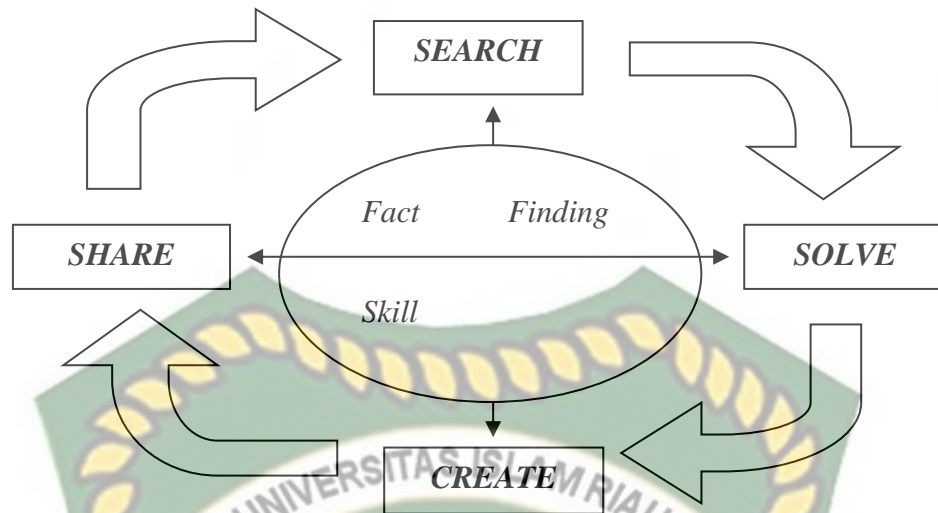 SEARCH
Fact Finding
SHARE SOLVE
Skill
UNIVERSITAS ISLAM RIAU
CREATE